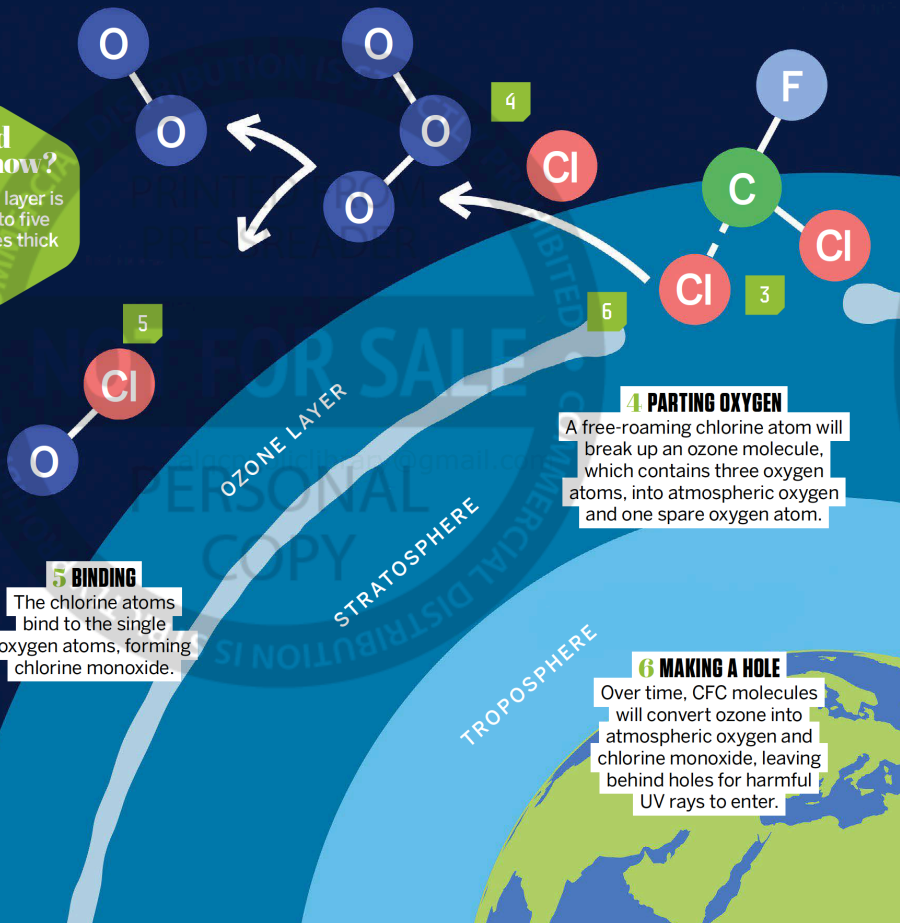 O
O
O
O
O
4
Cl
F
C
Cl
Cl
3
layer is
to five
thick
5
Cl
O
6
OZONE LAYER
STRATOSPHERE
TROPOSPHERE
4 PARTING OXYGEN
A free-roaming chlorine atom will
break up an ozone molecule,
which contains three oxygen
atoms, into atmospheric oxygen
and one spare oxygen atom.
5 BINDING
The chlorine atoms
bind to the single
oxygen atoms, forming
chlorine monoxide.
6 MAKING A HOLE
Over time, CFC molecules
will convert ozone into
atmospheric oxygen and
chlorine monoxide, leaving
behind holes for harmful
UV rays to enter.
PRINTED FROM
PRESSREADER
NOT FOR SALE
PERSONAL
COPY